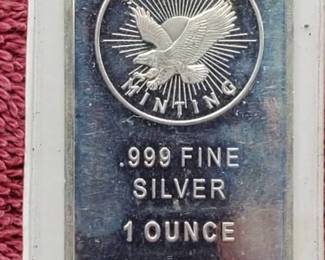 MINTING
.999 FINE
SILVER
1 OUNCE